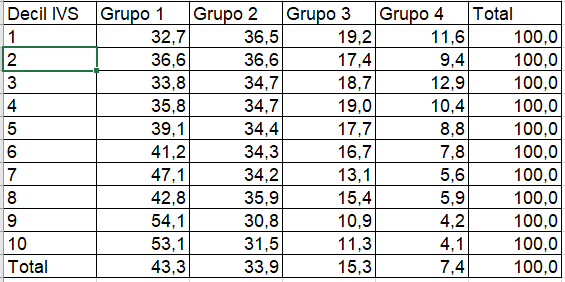 Decil IVS Grupo 1 Grupo 2 Grupo 3 Grupo 4 Total
1 32,7 36,5 19,2 11,6 100,0
2 36,6 36,6 17,4 9,4 100,0
3 33,8 34,7 18,7 12,9 100,0
4 35,8 34,7 19,0 10,4 100,0
5 39,1 34,4 17,7 8,8 100,0
6 41,2 34,3 16,7 7,8 100,0
7 47,1 34,2 13,1 5,6 100,0
8 42,8 35,9 15,4 5,9 100,0
9 54,1 30,8 10,9 4,2 100,0
10 53,1 31,5 11,3 4,1 100,0
Total 43,3 33,9 15,3 7,4 100,0